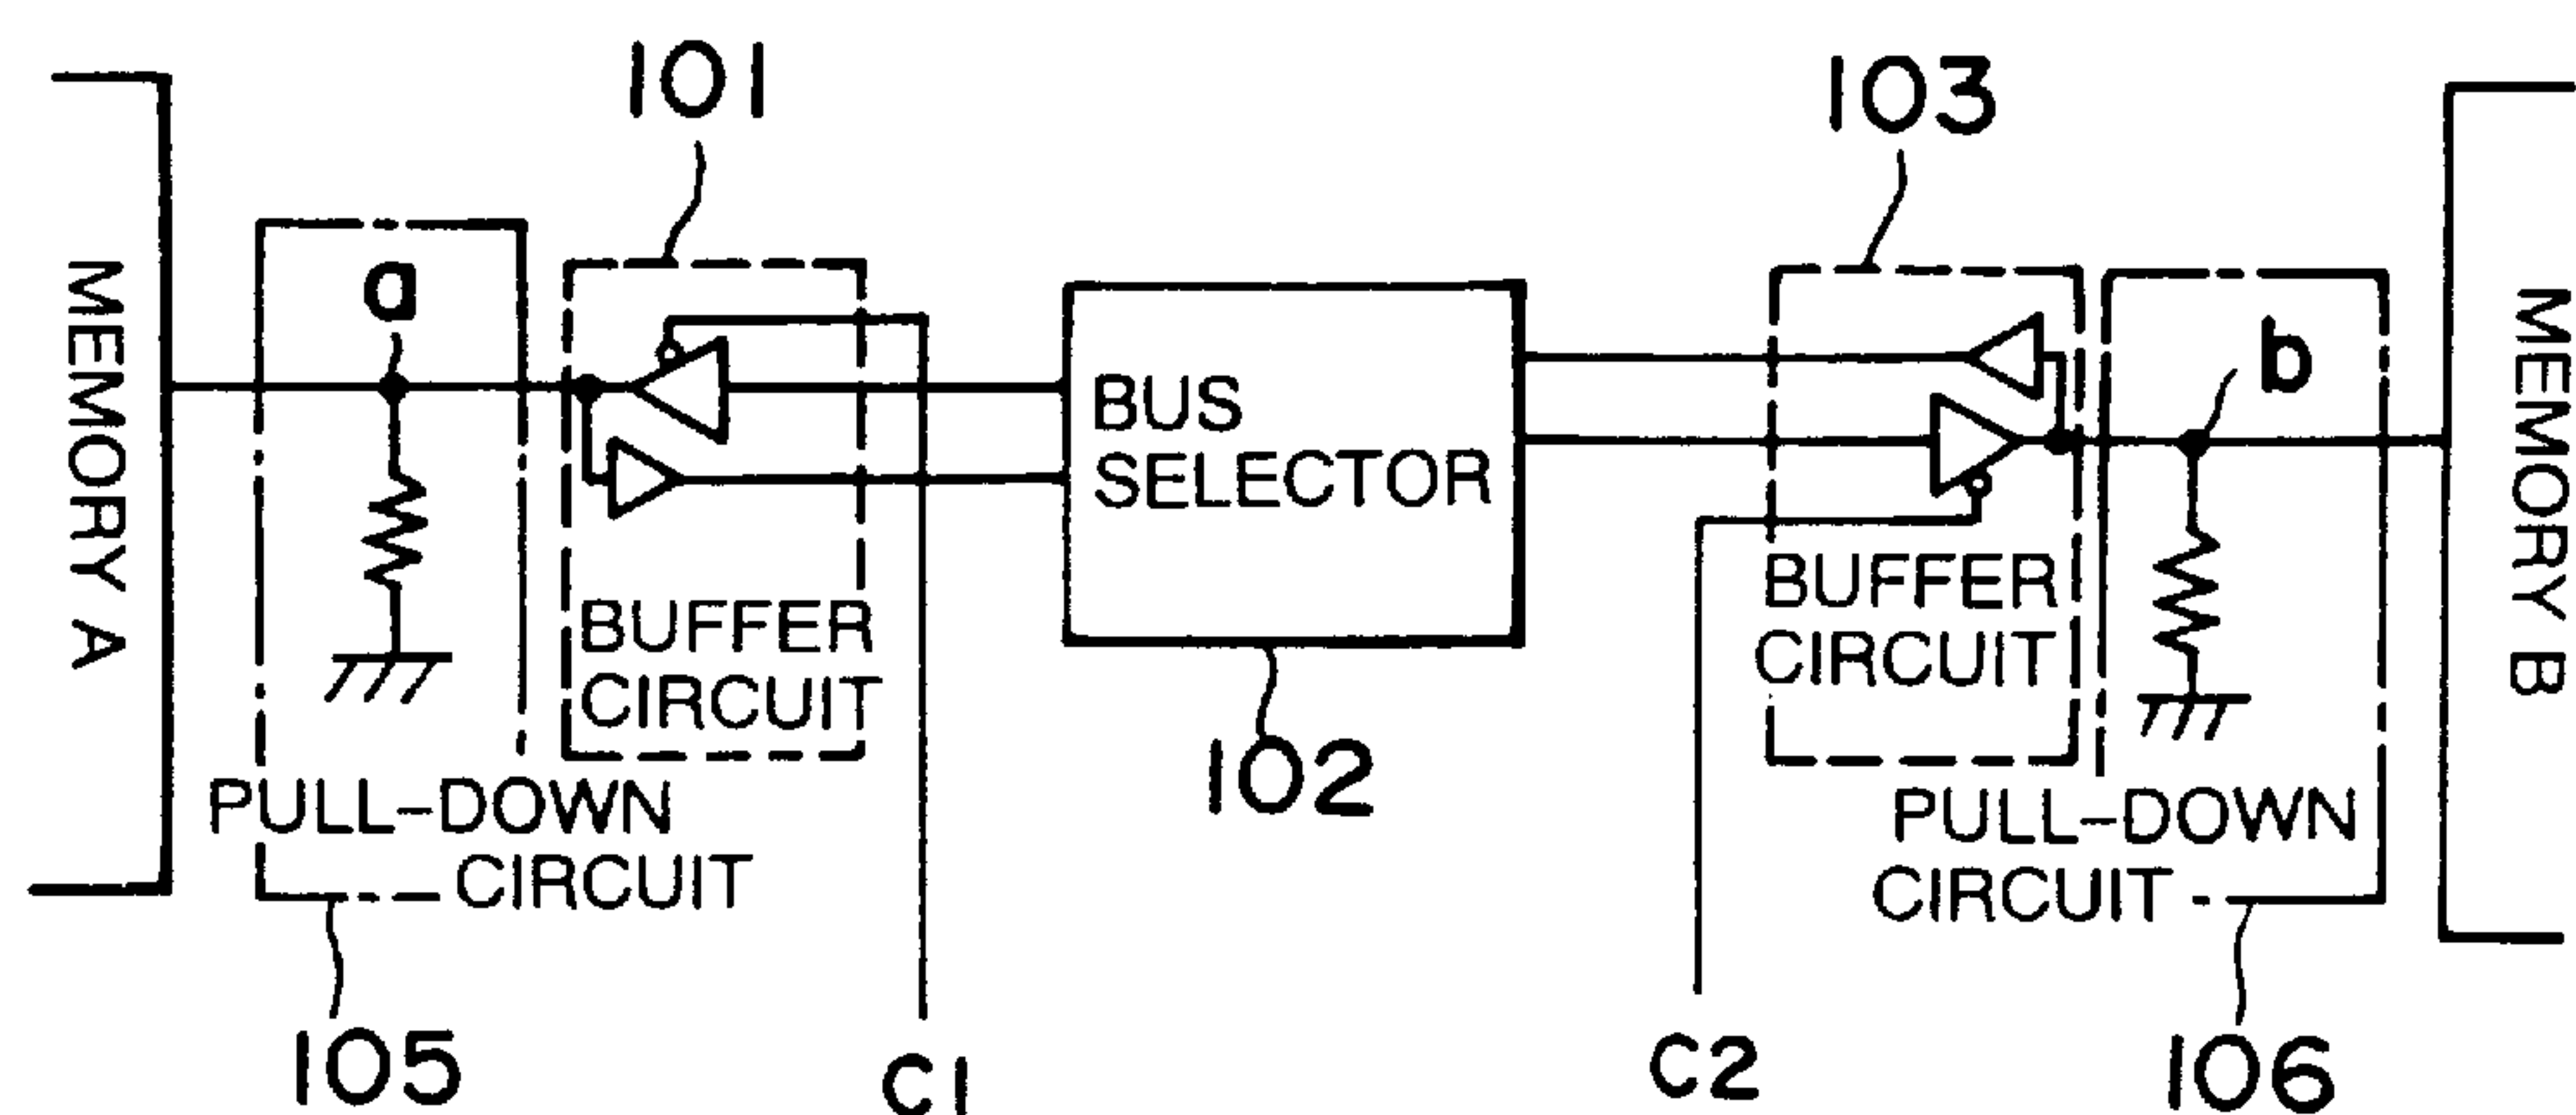 101
103
a
b
MEMORY A
BUS
SELECTOR
MEMORY B
BUFFER
CIRCUIT
BUFFER
CIRCUIT
102
PULL-DOWN
CIRCUIT
PULL-DOWN
CIRCUIT
105
C1
C2
106